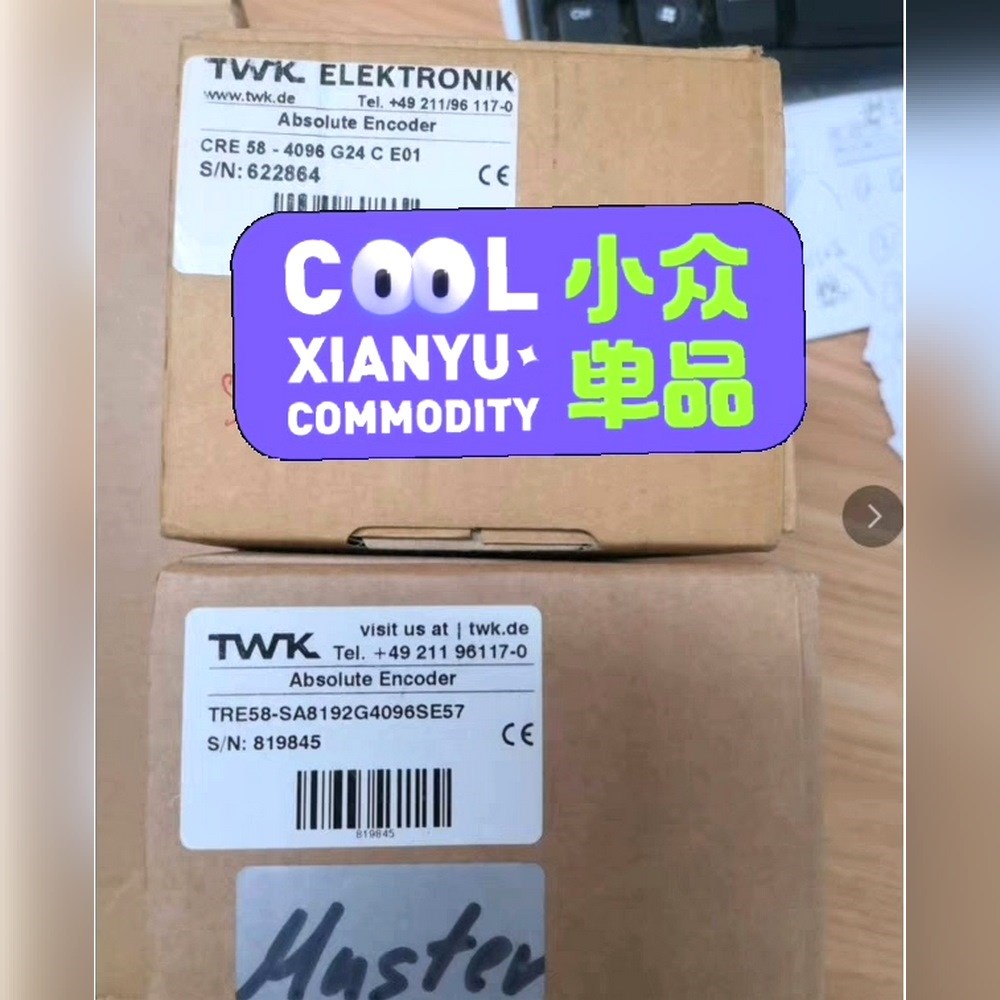 TWK ELEKTRONIK
www.twk.de Tel. +49 211/96 117-0
Absolute Encoder
CRE 58 - 4096 G24 C E01
S/N: 622864
CE
COOL 小众
XIANYU 单品
COMMODITY
TWK visit us at | twk.de
Tel. +49 211 96117-0
Absolute Encoder
TRE58-SA8192G4096SE57
S/N: 819845
CE
819845
Muster